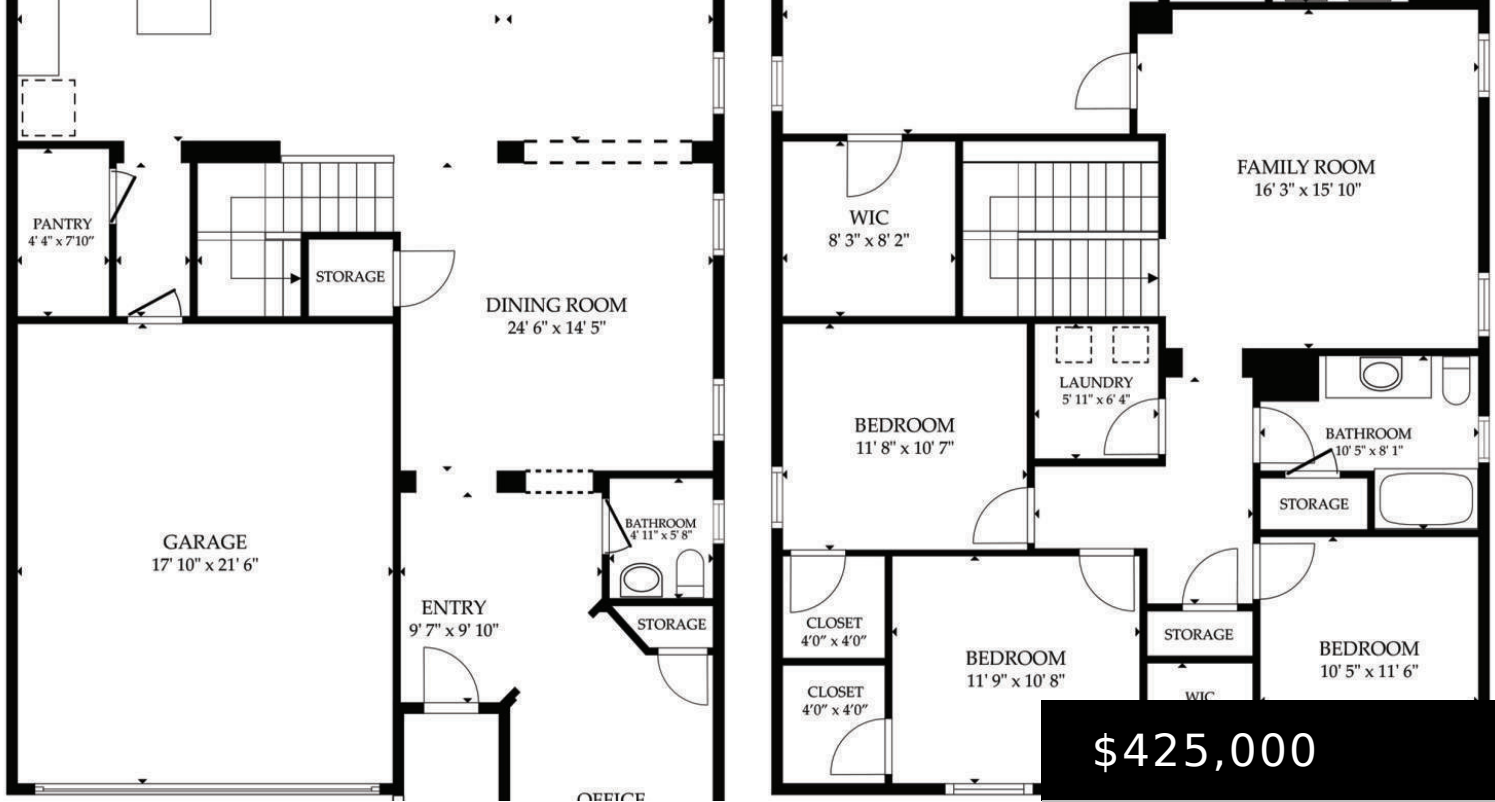 PANTRY
4' 4" x 7'10"
STORAGE
DINING ROOM
24' 6" x 14' 5"
GARAGE
17' 10" x 21' 6"
BATHROOM
4' 11" x 5' 8"
ENTRY
9' 7" x 9' 10"
STORAGE
OFFICE
FAMILY ROOM
16' 3" x 15' 10"
WIC
8' 3" x 8' 2"
LAUNDRY
5' 11" x 6' 4"
BEDROOM
11' 8" x 10' 7"
BATHROOM
10' 5" x 8' 1"
STORAGE
CLOSET
4'0" x 4'0"
STORAGE
BEDROOM
11' 9" x 10' 8"
BEDROOM
10' 5" x 11' 6"
CLOSET
4'0" x 4'0"
WIC
$425,000